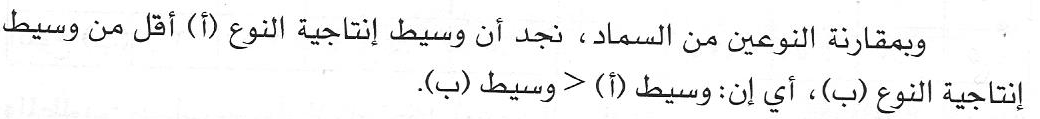 وبمقارنة النوعين من السماد، نجد أن وسيط إنتاجية النوع (أ) أقل من وسيط
إنتاجية النوع (ب)، أي إن: وسيط (أ) > وسيط (ب).